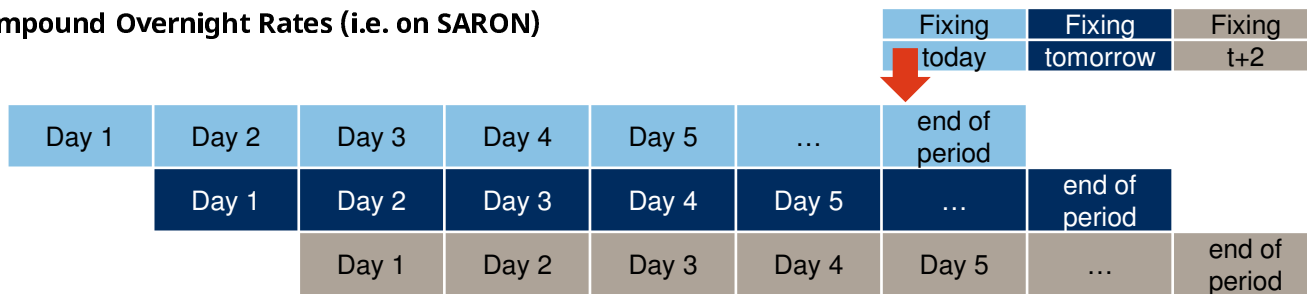 mpound Overnight Rates (i.e. on SARON)
Fixing Fixing Fixing
today tomorrow t+2
Day 1 Day 2 Day 3 Day 4 Day 5 … end of period
Day 1 Day 2 Day 3 Day 4 Day 5 … end of period
Day 1 Day 2 Day 3 Day 4 Day 5 … end of period